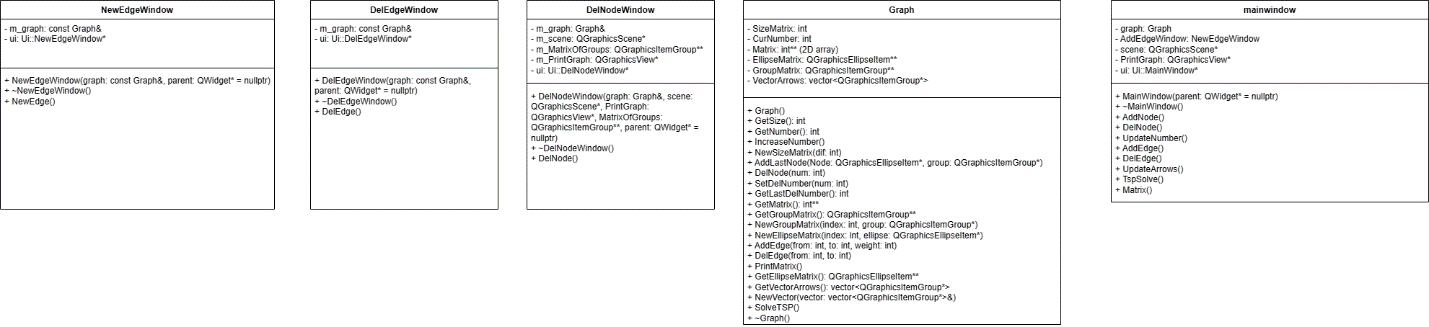 NewEdgeWindow
- m_graph: const Graph&
- ui: Ui::NewEdgeWindow*
+ NewEdgeWindow(graph: const Graph&, parent: QWidget* = nullptr)
+ ~NewEdgeWindow()
+ NewEdge()
DelEdgeWindow
- m_graph: const Graph&
- ui: Ui::DelEdgeWindow*
+ DelEdgeWindow(graph: const Graph&,
parent: QWidget* = nullptr)
+ ~DelEdgeWindow()
+ DelEdge()
DelNodeWindow
- m_graph: Graph&
- m_scene: QGraphicsScene*
- m_MatrixOfGroups: QGraphicsItemGroup**
- m_PrintGraph: QGraphicsView*
- ui: Ui::DelNodeWindow*
+ DelNodeWindow(graph: Graph&, scene:
QGraphicsScene*, PrintGraph:
QGraphicsView*, MatrixOfGroups:
QGraphicsItemGroup**, parent: QWidget* =
nullptr)
+ ~DelNodeWindow()
+ DelNode()
Graph
- SizeMatrix: int
- CurNumber: int
- Matrix: int** (2D array)
- EllipseMatrix: QGraphicsEllipseItem**
- GroupMatrix: QGraphicsItemGroup**
- VectorArrows: vector<QGraphicsItemGroup*>
+ Graph()
+ GetSize(): int
+ GetNumber(): int
+ IncreaseNumber()
+ NewSizeMatrix(dif: int)
+ AddLastNode(Node: QGraphicsEllipseItem*, group: QGraphicsItemGroup*)
+ DelNode(num: int)
+ SetDelNumber(num: int)
+ GetLastDelNumber(): int
+ GetMatrix(): int**
+ GetGroupMatrix(): QGraphicsItemGroup**
+ NewGroupMatrix(index: int, group: QGraphicsItemGroup*)
+ NewEllipseMatrix(index: int, ellipse: QGraphicsEllipseItem*)
+ AddEdge(from: int, to: int, weight: int)
+ DelEdge(from: int, to: int)
+ PrintMatrix()
+ GetEllipseMatrix(): QGraphicsEllipseItem**
+ GetVectorArrows(): vector<QGraphicsItemGroup*>
+ NewVector(vector: vector<QGraphicsItemGroup*>&)
+ SolveTSP()
+ ~Graph()
mainwindow
- graph: Graph
- AddEdgeWindow: NewEdgeWindow
- scene: QGraphicsScene*
- PrintGraph: QGraphicsView*
- ui: Ui::MainWindow*
+ MainWindow(parent: QWidget* = nullptr)
+ ~MainWindow()
+ AddNode()
+ DelNode()
+ UpdateNumber()
+ AddEdge()
+ DelEdge()
+ UpdateArrows()
+ TspSolve()
+ Matrix()